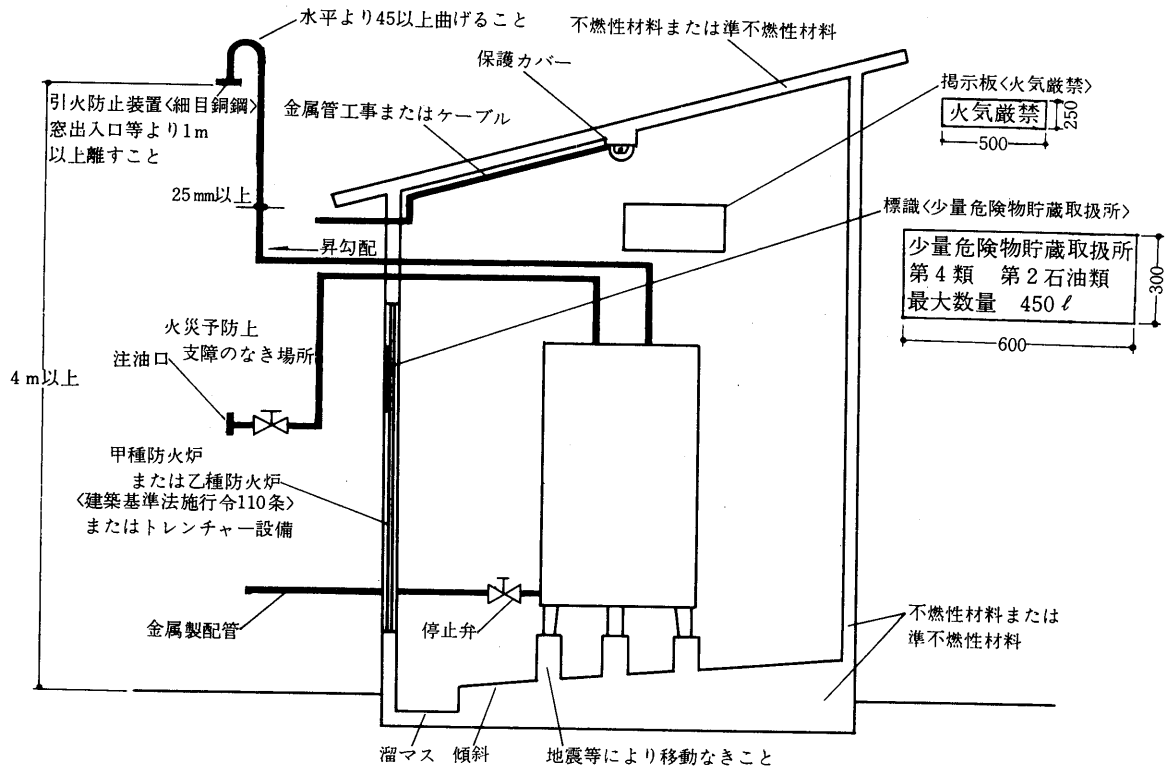 水平より45以上曲げること
不燃性材料または準不燃性材料
保護カバー
掲示板<火気厳禁>
火気厳禁
250
500
引火防止装置<細目銅鋼>
窓出入口等より1m
以上離すこと
金属管工事またはケーブル
25mm以上
昇勾配
標識<少量危険物貯蔵取扱所>
少量危険物貯蔵取扱所
第4類 第2石油類
最大数量 450ℓ
300
600
火災予防上
支障のなき場所
注油口
4m以上
甲種防火炉
または乙種防火炉
<建築基準法施行令110条>
またはトレンチャー設備
金属製配管
停止弁
不燃性材料または
準不燃性材料
溜マス
傾斜
地震等により移動なきこと